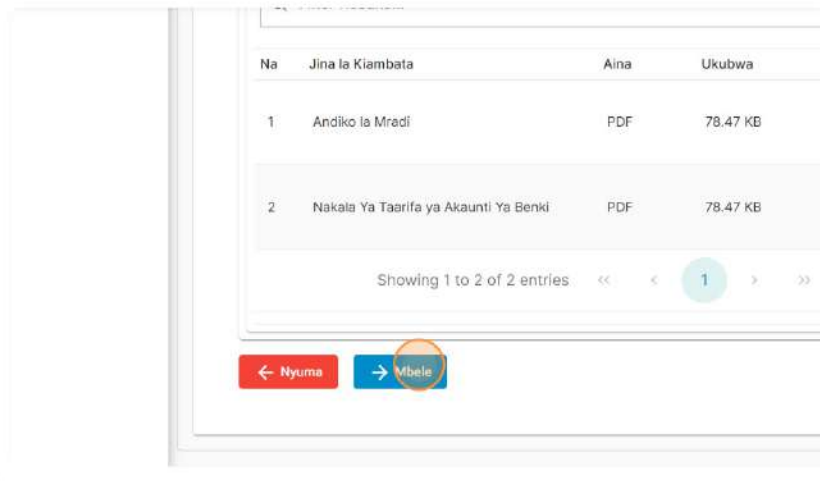 Na Jina la Kiambata Aina Ukubwa
1 Andiko la Mradi PDF 78.47 KB
2 Nakala Ya Taarifa ya Akaunti Ya Benki PDF 78.47 KB
Showing 1 to 2 of 2 entries << < 1 > >>
← Nyuma → Mbele